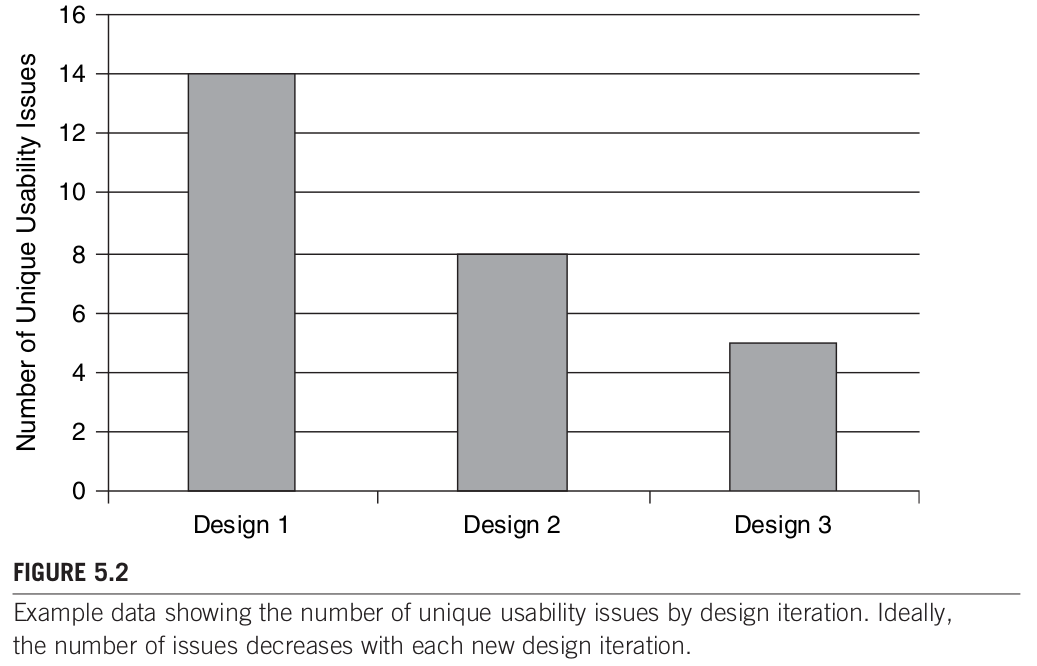 Number of Unique Usability Issues
16
14
12
10
8
6
4
2
0
Design 1 Design 2 Design 3
FIGURE 5.2
Example data showing the number of unique usability issues by design iteration. Ideally,
the number of issues decreases with each new design iteration.